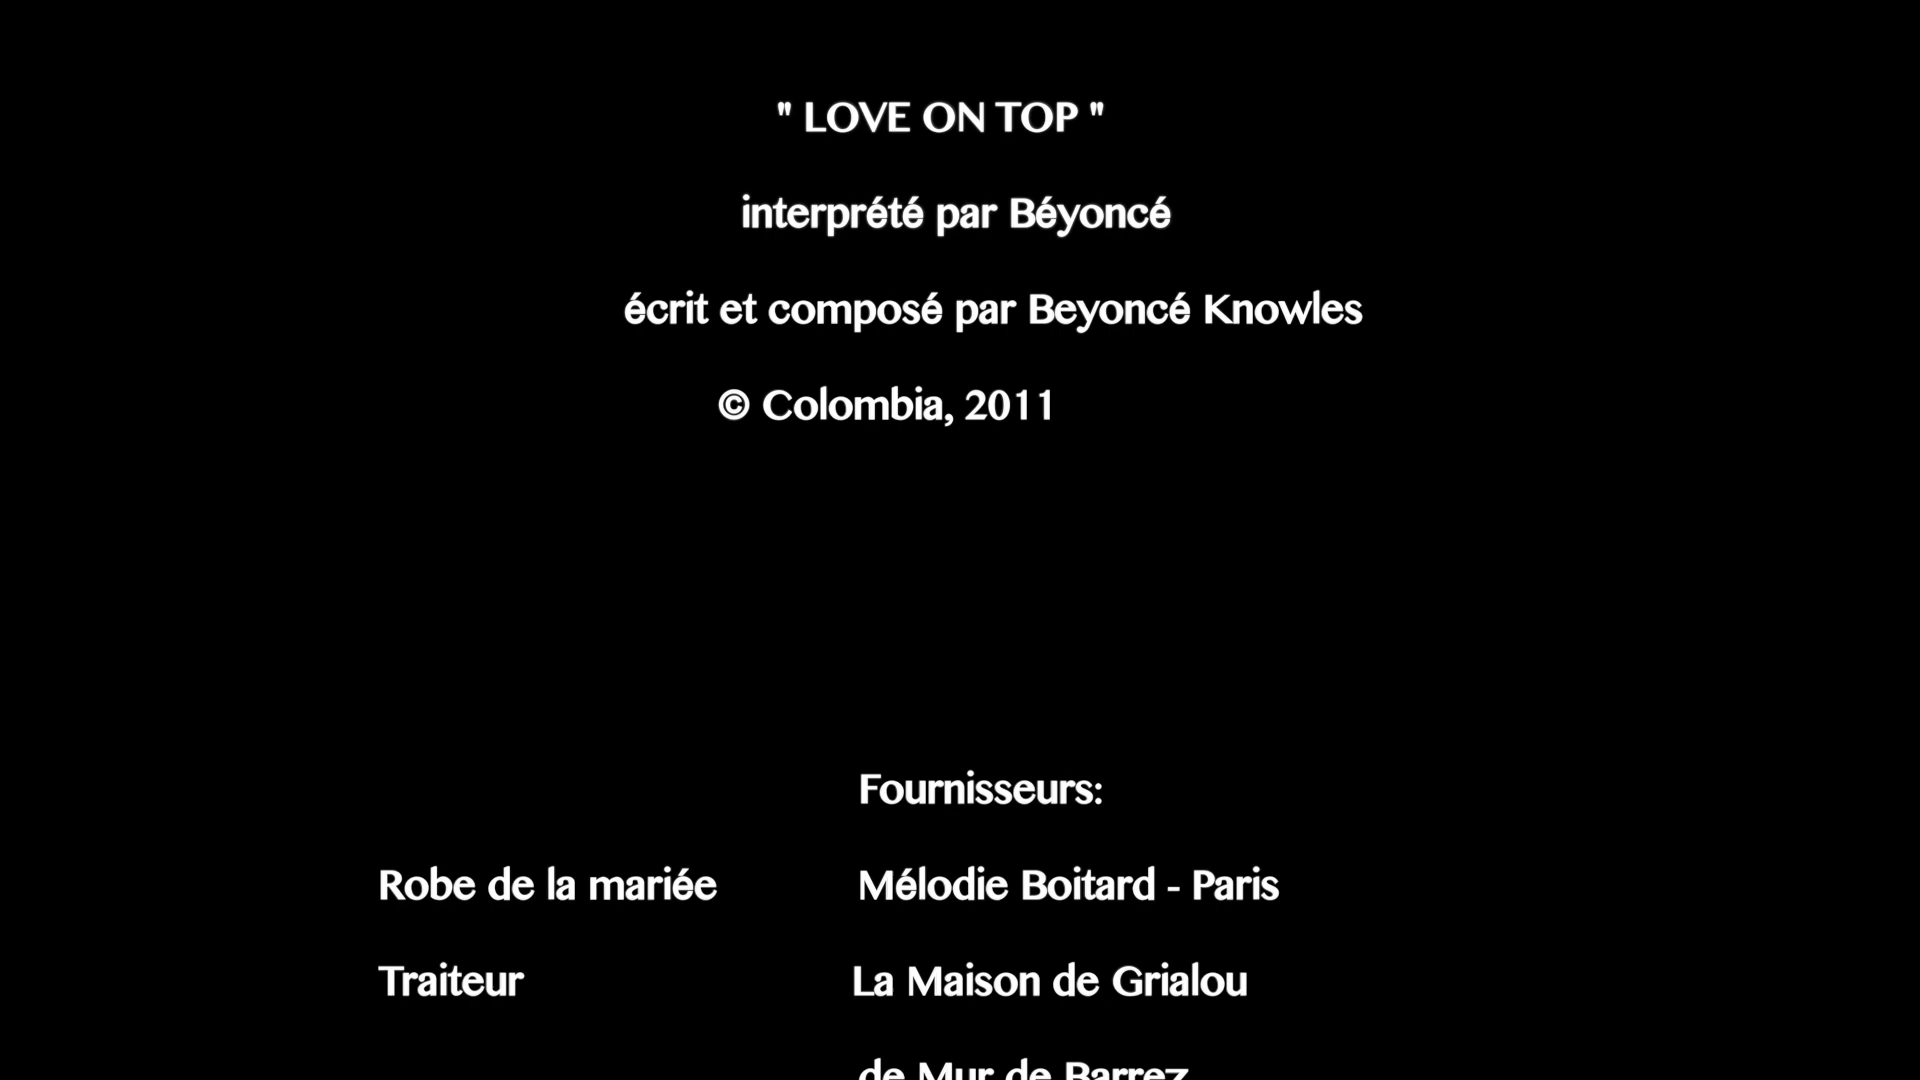 " LOVE ON TOP "
interprété par Béyoncé
écrit et composé par Beyoncé Knowles
© Colombia, 2011
Fournisseurs:
Robe de la mariée Mélodie Boitard - Paris
Traiteur La Maison de Grialou
de Mur de Barrez